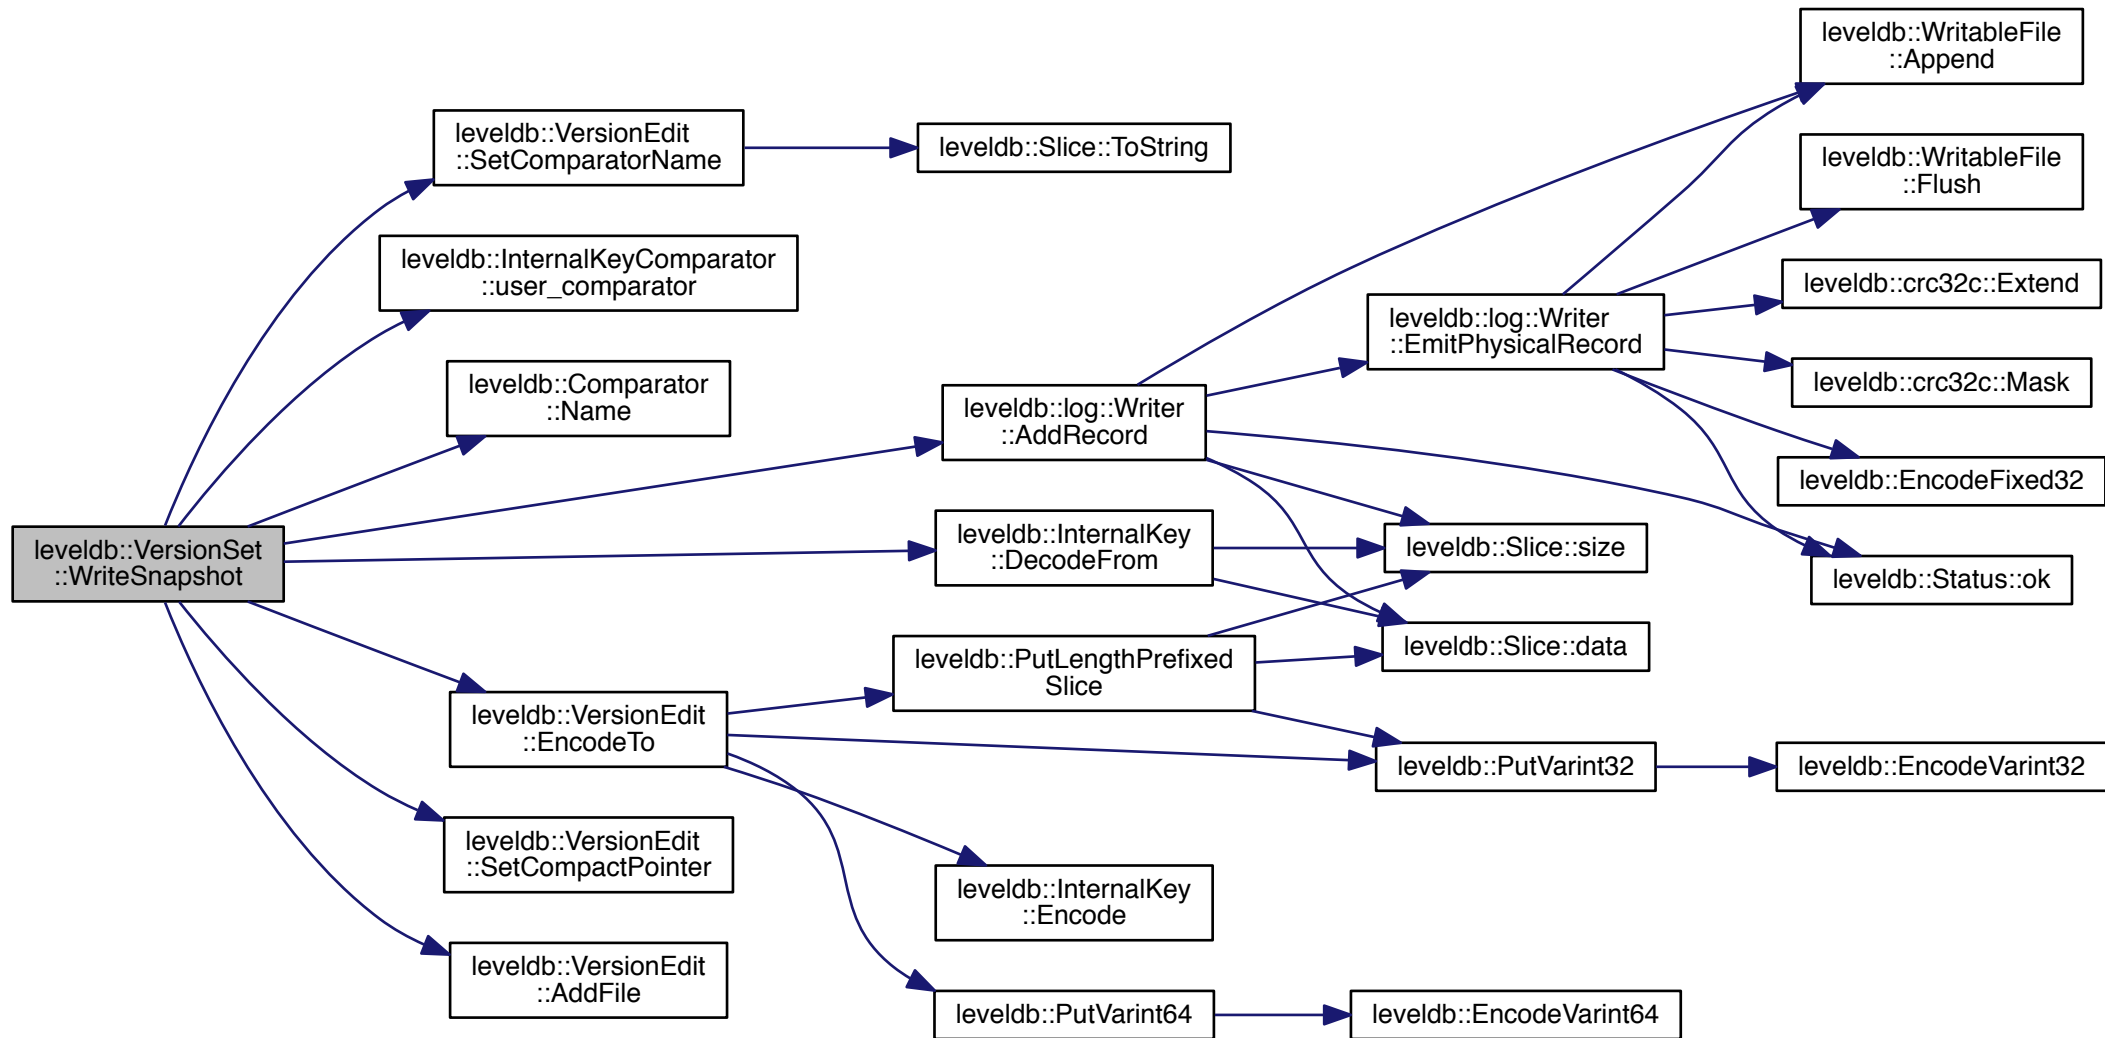 leveldb::WritableFile
::Append
leveldb::VersionEdit
::SetComparatorName
leveldb::Slice::ToString
leveldb::WritableFile
::Flush
leveldb::InternalKeyComparator
::user_comparator
leveldb::crc32c::Extend
leveldb::log::Writer
::EmitPhysicalRecord
leveldb::crc32c::Mask
leveldb::Comparator
::Name
leveldb::log::Writer
::AddRecord
leveldb::EncodeFixed32
leveldb::VersionSet
::WriteSnapshot
leveldb::InternalKey
::DecodeFrom
leveldb::Slice::size
leveldb::Status::ok
leveldb::PutLengthPrefixed
Slice
leveldb::Slice::data
leveldb::VersionEdit
::EncodeTo
leveldb::PutVarint32
leveldb::EncodeVarint32
leveldb::VersionEdit
::SetCompactPointer
leveldb::InternalKey
::Encode
leveldb::VersionEdit
::AddFile
leveldb::PutVarint64
leveldb::EncodeVarint64